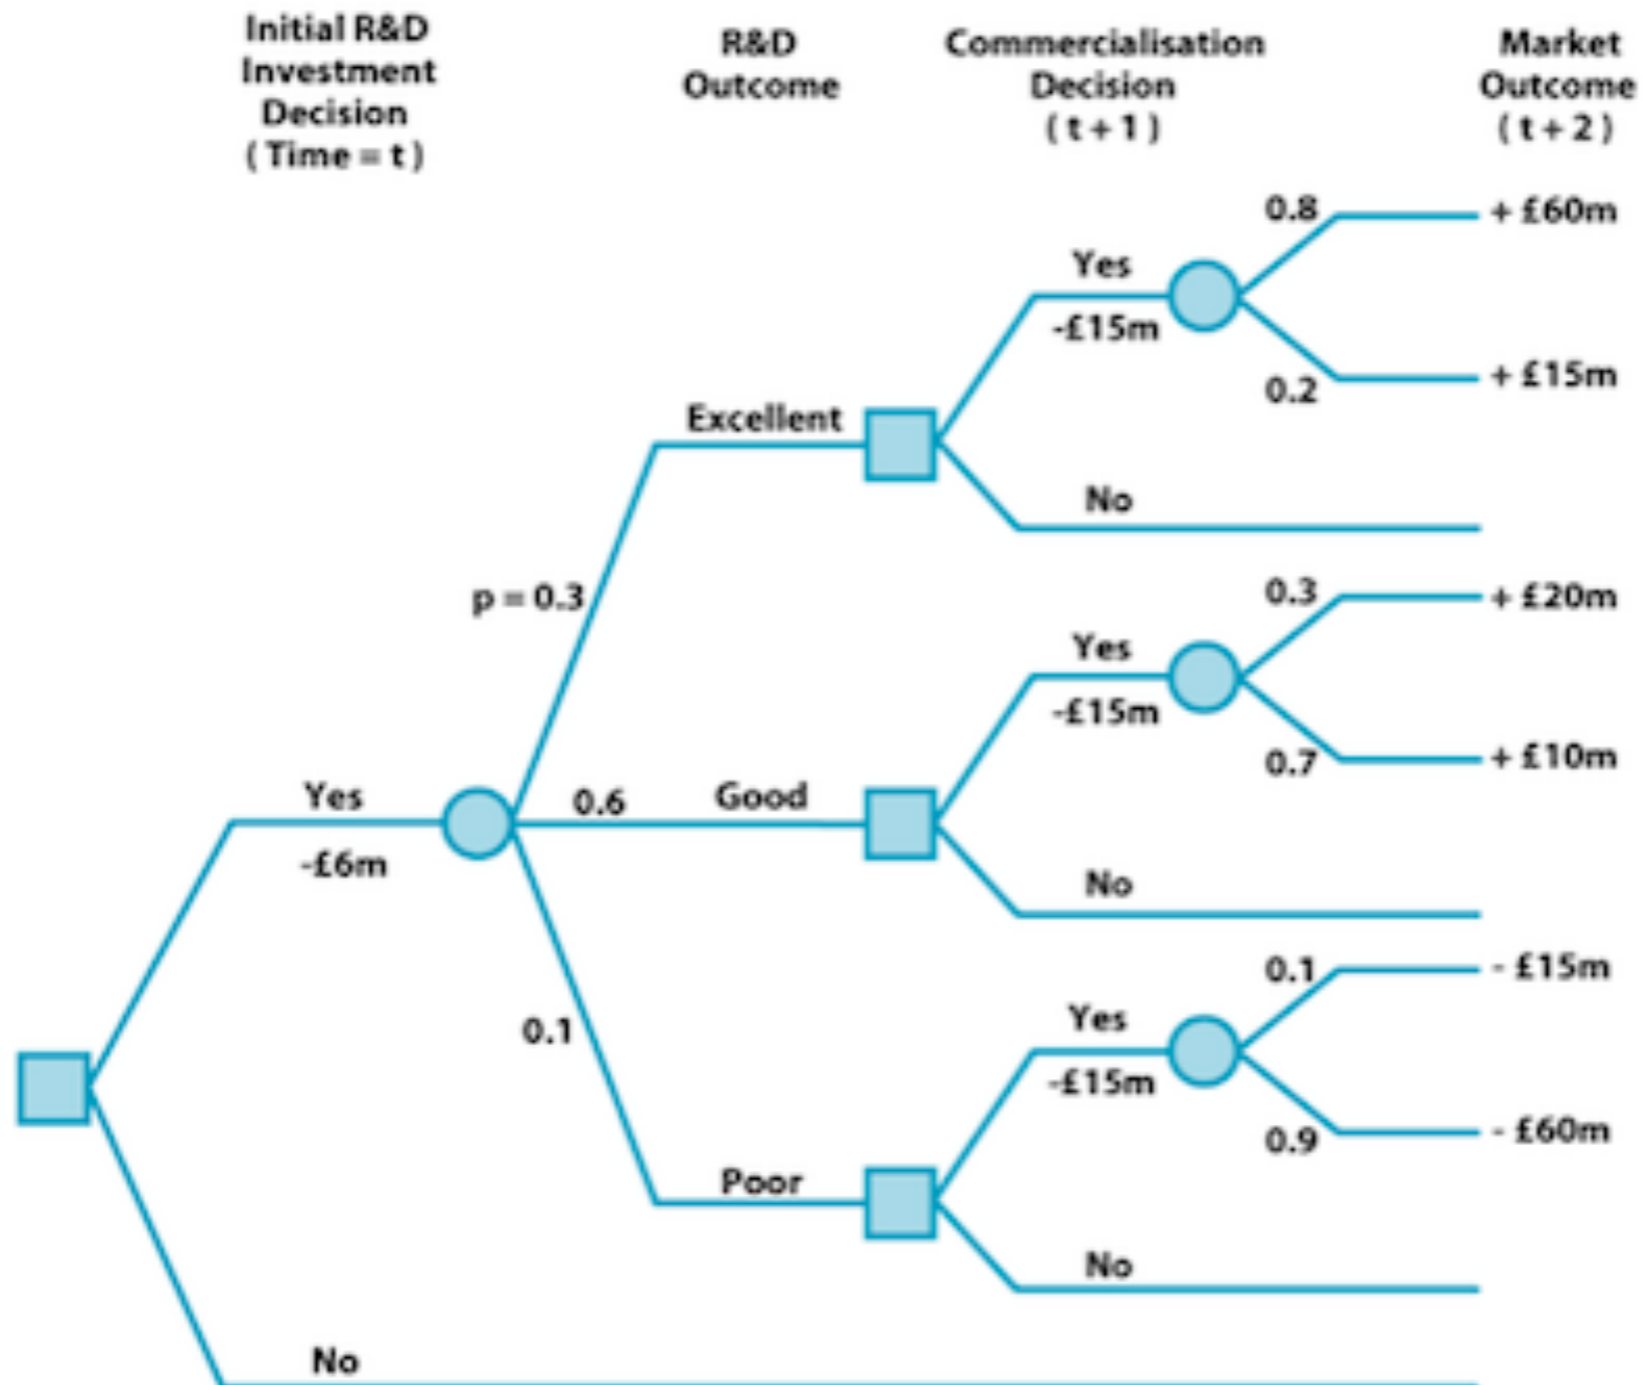 Initial R&D
Investment
Decision
( Time = t )
R&D
Outcome
Commercialisation
Decision
( t + 1 )
Market
Outcome
( t + 2 )
0.8
+ £60m
Yes
-£15m
0.2
+ £15m
Excellent
No
p = 0.3
0.3
+ £20m
Yes
-£15m
0.7
+ £10m
Yes
-£6m
0.6
Good
No
0.1
0.1
- £15m
Yes
-£15m
0.9
- £60m
Poor
No
No